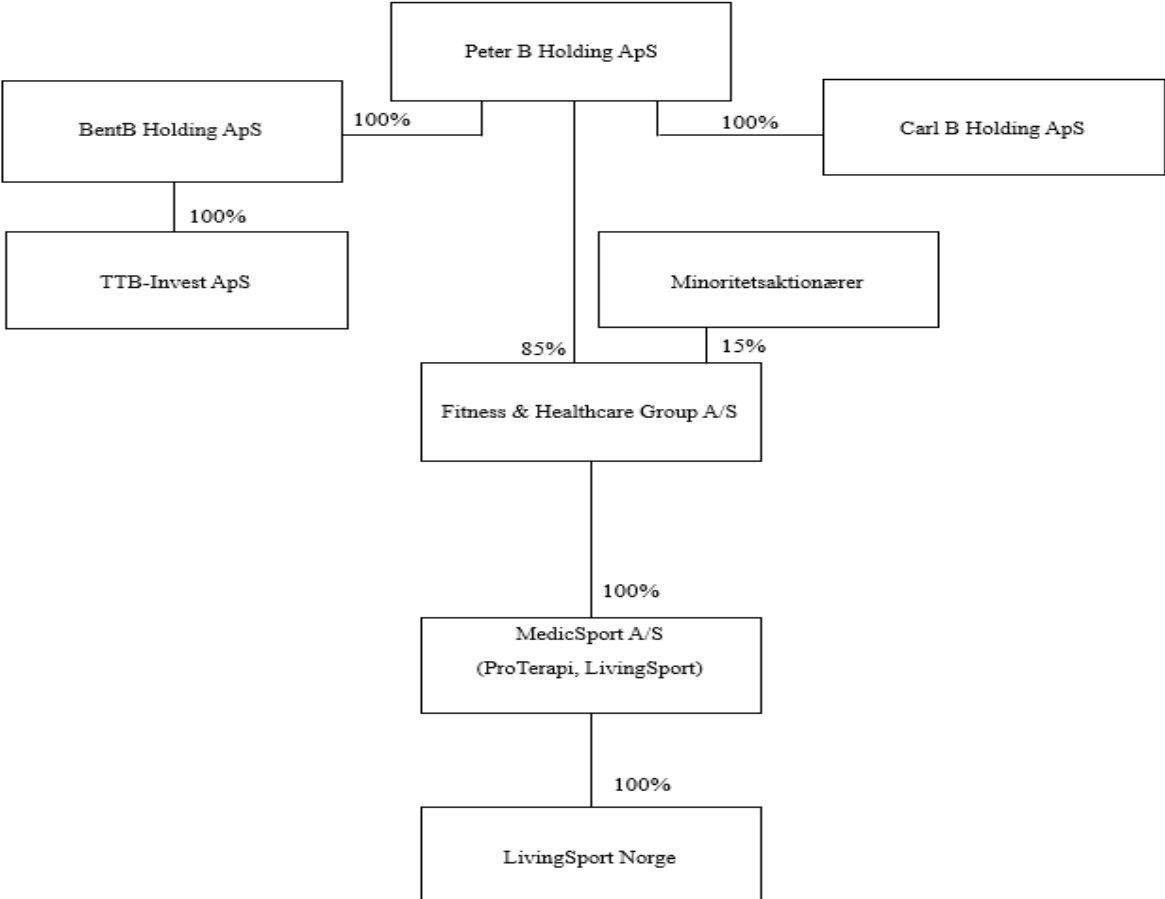 Peter B Holding ApS
BentB Holding ApS
100%
100%
Carl B Holding ApS
100%
TTB-Invest ApS
Minoritetsaktionærer
85%
15%
Fitness & Healthcare Group A/S
100%
MedicSport A/S
(ProTerapi, LivingSport)
100%
LivingSport Norge